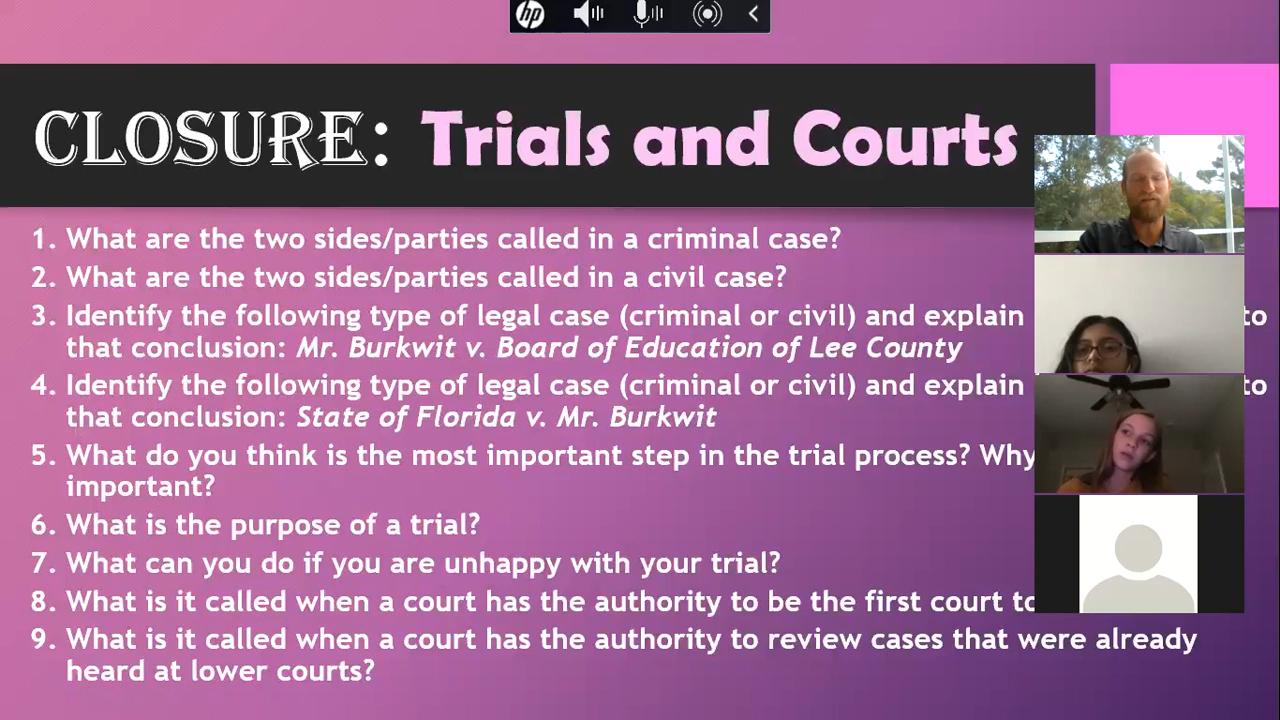 hp
CLOSURE: Trials and Courts
1. What are the two sides/parties called in a criminal case?
2. What are the two sides/parties called in a civil case?
3. Identify the following type of legal case (criminal or civil) and explain to
that conclusion: Mr. Burkwit v. Board of Education of Lee County
4. Identify the following type of legal case (criminal or civil) and explain to
that conclusion: State of Florida v. Mr. Burkwit
5. What do you think is the most important step in the trial process? Why
important?
6. What is the purpose of a trial?
7. What can you do if you are unhappy with your trial?
8. What is it called when a court has the authority to be the first court
9. What is it called when a court has the authority to review cases that were already
heard at lower courts?